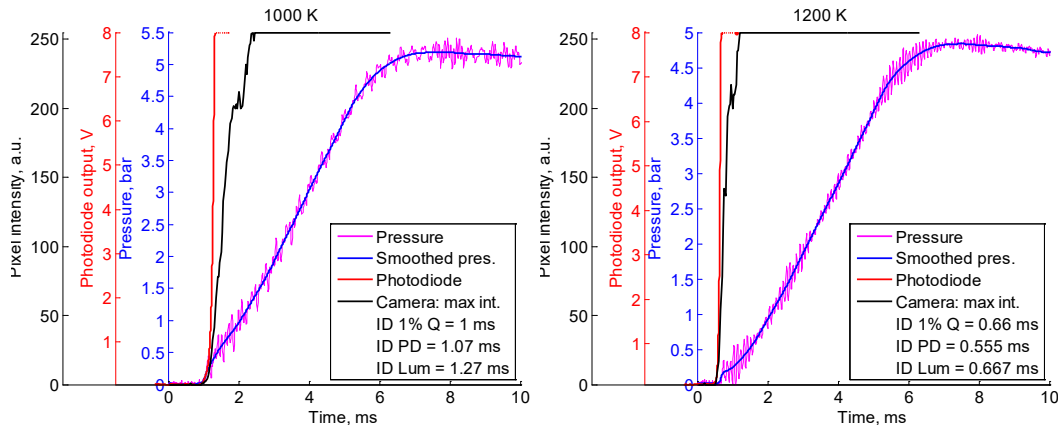 1000 K
250
200
150
100
50
0
Pixel intensity, a.u.
8
7
6
5
4
3
2
1
Photodiode output, V
5.5
5
4.5
4
3.5
3
2.5
2
1.5
1
0.5
0
Pressure, bar
Pressure
Smoothed pres.
Photodiode
Camera: max int.
ID 1% Q = 1 ms
ID PD = 1.07 ms
ID Lum = 1.27 ms
0 2 4 6 8 10
Time, ms
1200 K
250
200
150
100
50
0
Pixel intensity, a.u.
8
7
6
5
4
3
2
1
Photodiode output, V
5
4.5
4
3.5
3
2.5
2
1.5
1
0.5
0
Pressure, bar
Pressure
Smoothed pres.
Photodiode
Camera: max int.
ID 1% Q = 0.66 ms
ID PD = 0.555 ms
ID Lum = 0.667 ms
0 2 4 6 8 10
Time, ms